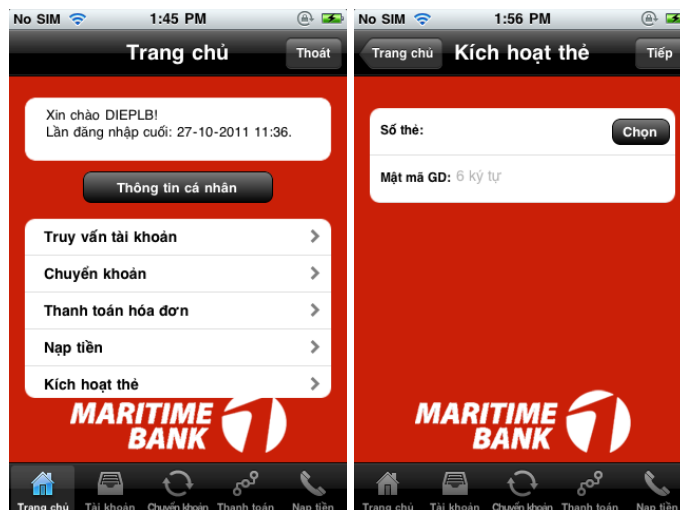 No SIM 1:45 PM
Trang chủ Thoát
Xin chào DIEPLB!
Lần đăng nhập cuối: 27-10-2011 11:36.
Thông tin cá nhân
Truy vấn tài khoản
Chuyển khoản
Thanh toán hóa đơn
Nạp tiền
Kích hoạt thẻ
MARITIME
BANK
Trang chủ Tài khoản Chuyển khoản Thanh toán Nạp tiền
No SIM 1:56 PM
Trang chủ Kích hoạt thẻ Tiếp
Số thẻ: Chọn
Mật mã GD: 6 ký tự
MARITIME
BANK
Trang chủ Tài khoản Chuyển khoản Thanh toán Nạp tiền